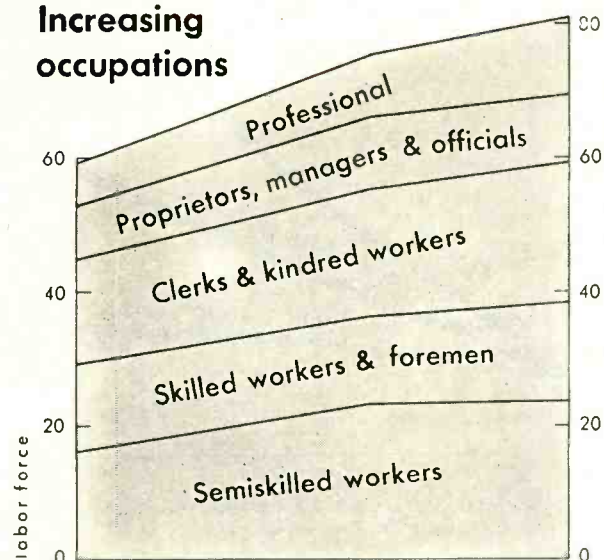 Increasing
occupations
80
Professional
60
Proprietors, managers & officials
60
Clerks & kindred workers
40
40
Skilled workers & foremen
20
20
Semiskilled workers
labor force
0
0